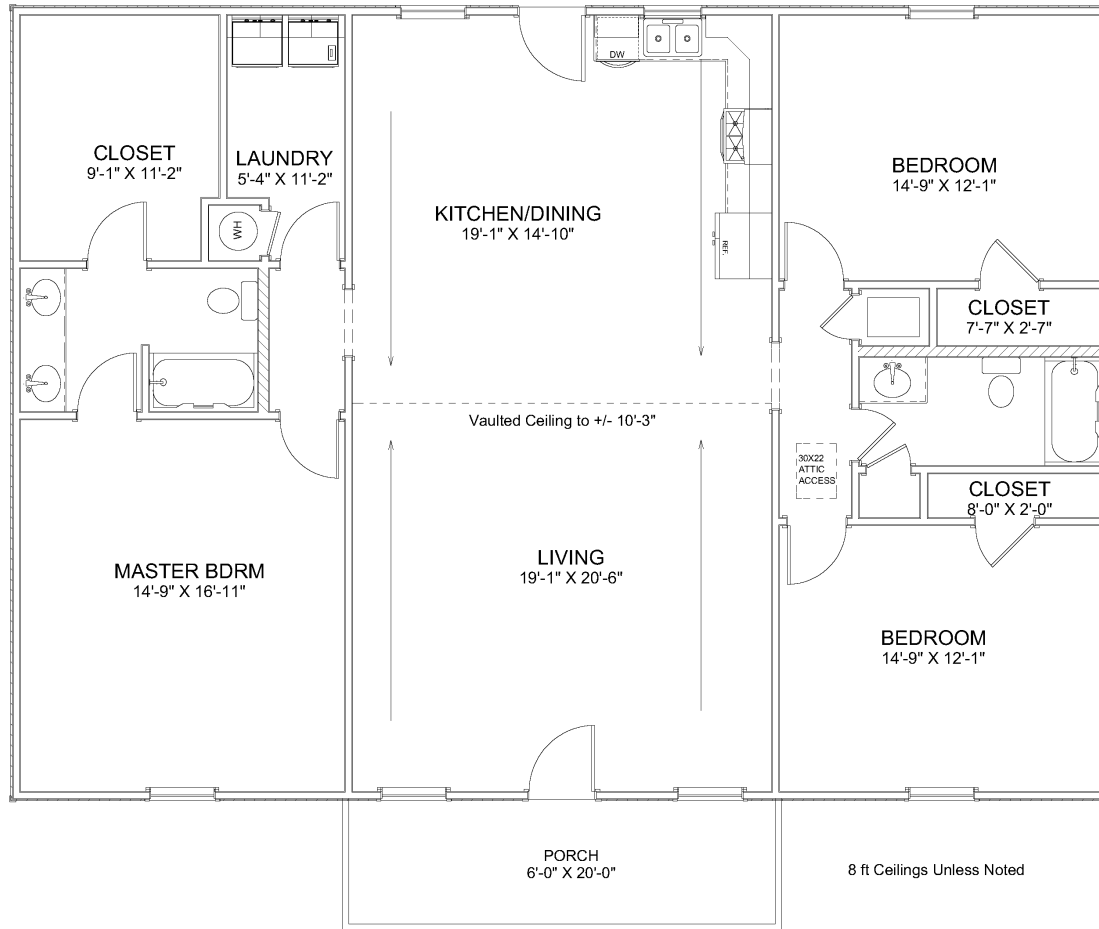 DW
CLOSET
9'-1" X 11'-2"
LAUNDRY
5'-4" X 11'-2"
WH
KITCHEN/DINING
19'-1" X 14'-10"
REF.
BEDROOM
14'-9" X 12'-1"
CLOSET
7'-7" X 2'-7"
Vaulted Ceiling to +/- 10'-3"
30X22
ATTIC
ACCESS
CLOSET
8'-0" X 2'-0"
MASTER BDRM
14'-9" X 16'-11"
LIVING
19'-1" X 20'-6"
BEDROOM
14'-9" X 12'-1"
PORCH
6'-0" X 20'-0"
8 ft Ceilings Unless Noted